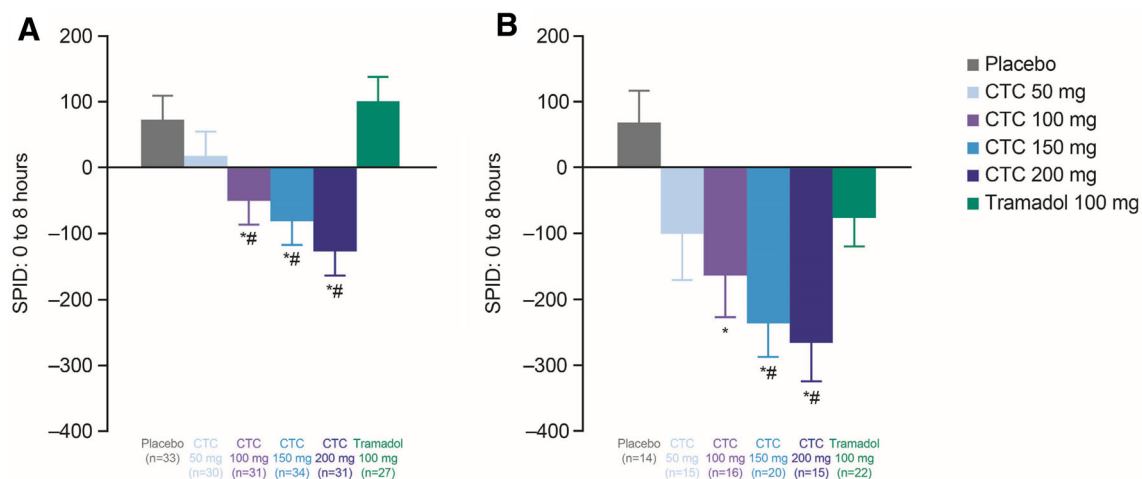 A
SPID: 0 to 8 hours
200
100
0
–100
–200
–300
–400
*#
*#
*#
Placebo
(n=33)
CTC
50 mg
(n=30)
CTC
100 mg
(n=31)
CTC
150 mg
(n=34)
CTC
200 mg
(n=31)
Tramadol
100 mg
(n=27)
B
SPID: 0 to 8 hours
200
100
0
–100
–200
–300
–400
*
*#
*#
Placebo
(n=14)
CTC
50 mg
(n=15)
CTC
100 mg
(n=16)
CTC
150 mg
(n=20)
CTC
200 mg
(n=15)
Tramadol
100 mg
(n=22)
Placebo
CTC 50 mg
CTC 100 mg
CTC 150 mg
CTC 200 mg
Tramadol 100 mg